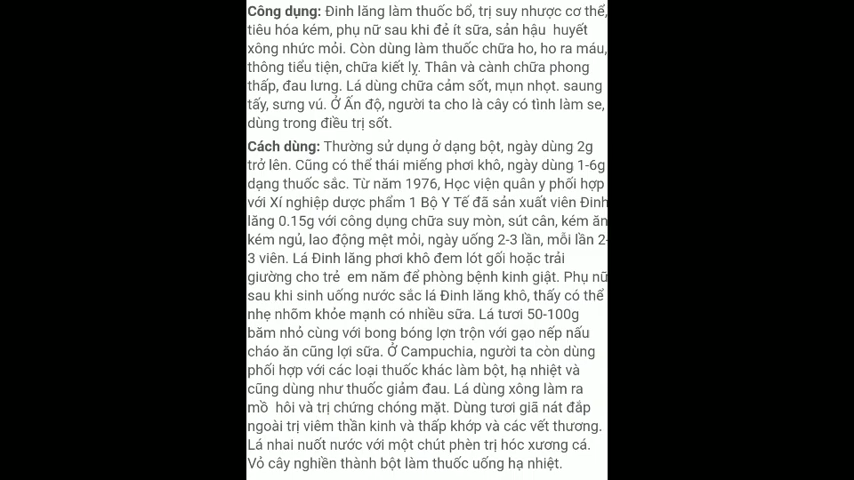 Công dụng: Đinh lăng làm thuốc bổ, trị suy nhược cơ thể,
tiêu hóa kém, phụ nữ sau khi đẻ ít sữa, sản hậu huyết
xông nhức mỏi. Còn dùng làm thuốc chữa ho, ho ra máu,
thông tiểu tiện, chữa kiết lỵ. Thân và cành chữa phong
thấp, đau lưng. Lá dùng chữa cảm sốt, mụn nhọt. saung
tấy, sưng vú. Ở Ấn độ, người ta cho là cây có tình làm se,
dùng trong điều trị sốt.
Cách dùng: Thường sử dụng ở dạng bột, ngày dùng 2g
trở lên. Cũng có thể thái miếng phơi khô, ngày dùng 1-6g
dạng thuốc sắc. Từ năm 1976, Học viện quân y phối hợp
với Xí nghiệp dược phẩm 1 Bộ Y Tế đã sản xuất viên Đinh
lăng 0.15g với công dụng chữa suy mòn, sút cân, kém ăn
kém ngủ, lao động mệt mỏi, ngày uống 2-3 lần, mỗi lần 2-
3 viên. Lá Đinh lăng phơi khô đem lót gối hoặc trải
giường cho trẻ em năm để phòng bệnh kinh giật. Phụ nữ
sau khi sinh uống nước sắc lá Đinh lăng khô, thấy có thể
nhẹ nhõm khỏe mạnh có nhiều sữa. Lá tươi 50-100g
băm nhỏ cùng với bong bóng lợn trộn với gạo nếp nấu
cháo ăn cũng lợi sữa. Ở Campuchia, người ta còn dùng
phối hợp với các loại thuốc khác làm bột, hạ nhiệt và
cũng dùng như thuốc giảm đau. Lá dùng xông làm ra
mồ hôi và trị chứng chóng mặt. Dùng tươi giã nát đắp
ngoài trị viêm thần kinh và thấp khớp và các vết thương.
Lá nhai nuốt nước với một chút phèn trị hóc xương cá.
Vỏ cây nghiền thành bột làm thuốc uống hạ nhiệt.